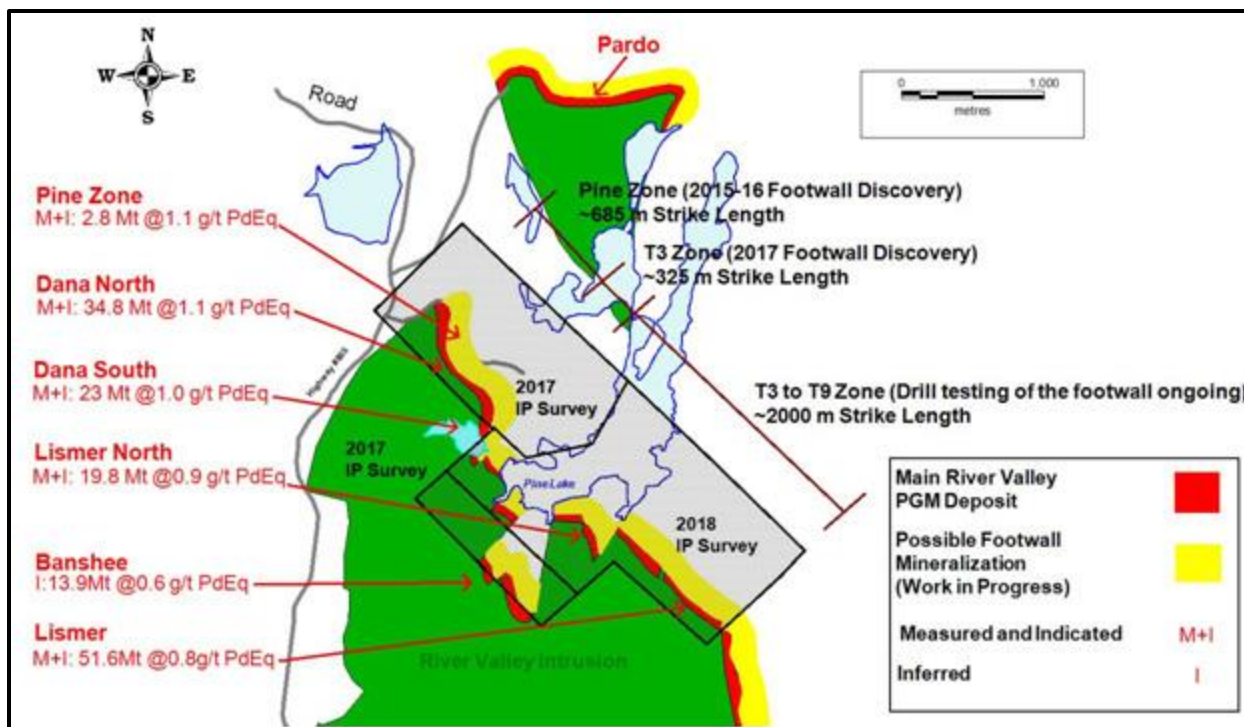 N
W E
S
Road
Pardo
0 1,000
metres
Pine Zone
M+I: 2.8 Mt @1.1 g/t PdEq
Dana North
M+I: 34.8 Mt @1.1 g/t PdEq
Dana South
M+I: 23 Mt @1.0 g/t PdEq
Lismer North
M+I: 19.8 Mt @0.9 g/t PdEq
Banshee
I:13.9Mt @0.6 g/t PdEq
Lismer
M+I: 51.6Mt @0.8g/t PdEq
Pine Zone (2015-16 Footwall Discovery)
~685 m Strike Length
T3 Zone (2017 Footwall Discovery)
~325 m Strike Length
T3 to T9 Zone (Drill testing of the footwall ongoing)
~2000 m Strike Length
Highway
2017
IP Survey
2017
IP Survey
Pine Lake
2018
IP Survey
River Valley Intrusion
Main River Valley
PGM Deposit
Possible Footwall
Mineralization
(Work in Progress)
Measured and Indicated M+I
Inferred I